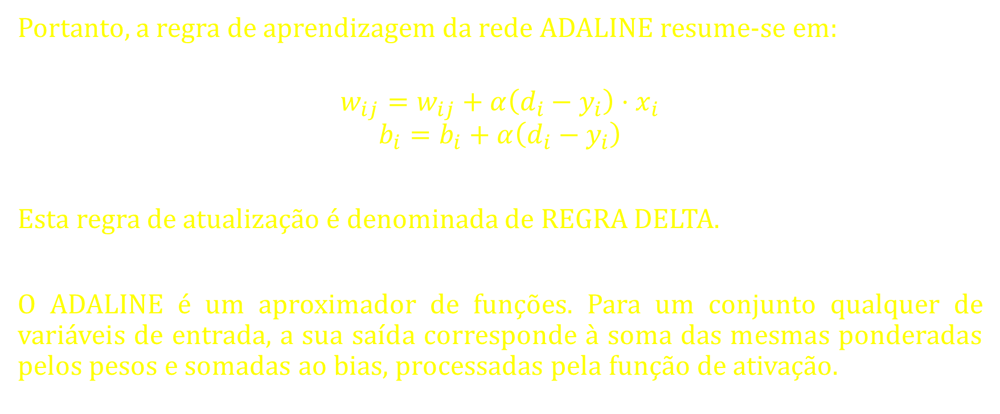 Portanto, a regra de aprendizagem da rede ADALINE resume-se em:
w_{ij} = w_{ij} + α(d_i − y_i) · x_i
b_i = b_i + α(d_i − y_i)
Esta regra de atualização é denominada de REGRA DELTA.
O ADALINE é um aproximador de funções. Para um conjunto qualquer de
variáveis de entrada, a sua saída corresponde à soma das mesmas ponderadas
pelos pesos e somadas ao bias, processadas pela função de ativação.